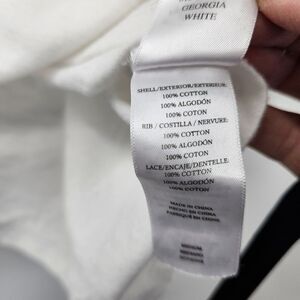 GEORGIA
WHITE
SHELL/EXTERIOR/EXTERIEUR:
100% COTTON
100% ALGODÓN
100% COTON
RIB / COSTILLA / NERVURE:
100% COTTON
100% ALGODÓN
100% COTON
LACE/ENCAJE/DENTELLE:
100% COTTON
100% ALGODÓN
100% COTON
MADE IN CHINA
HECHO EN CHINA
FABRIQUÉ EN CHINE